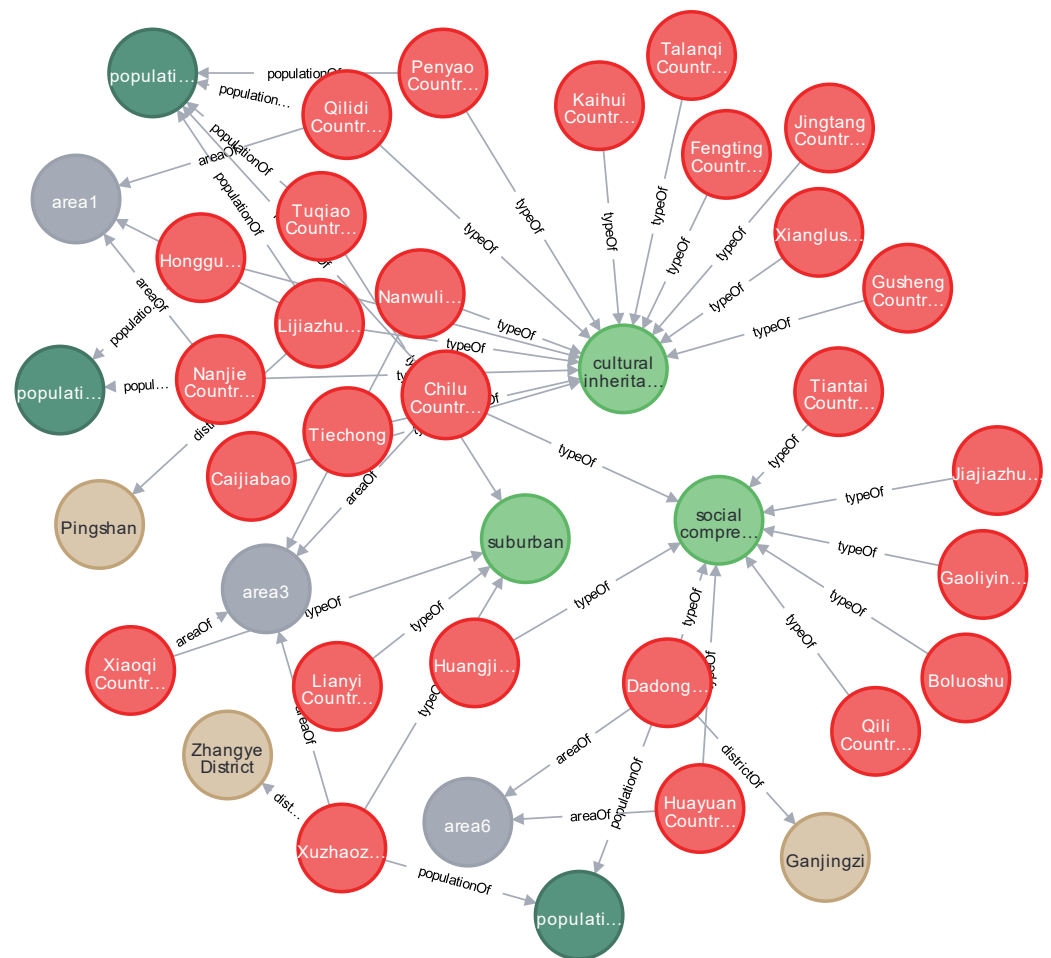 Talanqi
Countr...
populati...
Penyao
Countr...
populationOf
population...
Kaihui
Countr...
Qilidi
Countr...
Jingtang
Countr...
populationOf
Fengting
Countr...
areaOf
area1
typeOf
populationOf
Tuqiao
Countr...
typeOf
typeOf
typeOf
typeOf
Xianglus...
Honggu...
areaOf
Nanwuli...
typeOf
Gusheng
Countr...
populatio...
Lijiazhu...
typeOf
typeOf
typeOf
cultural
inherita...
populati...
popul...
Nanjie
Countr...
Chilu
Countr...
Tiantai
Countr...
Tiechong
typeOf
typeOf
Caijiabao
areaOf
Jiajiazhu...
typeOf
Pingshan
social
compre...
suburban
typeOf
Gaoliyin...
area3
typeOf
typeOf
typeOf
typeOf
typeOf
areaOf
typeOf
Xiaoqi
Countr...
Lianyi
Countr...
Huangji...
Dadong...
Boluoshu
Qili
Countr...
areaOf
Zhangye
District
areaOf
districtOf
dist...
populationOf
area6
areaOf
Huayuan
Countr...
Xuzhaoz...
Ganjingzi
populationOf
populati...